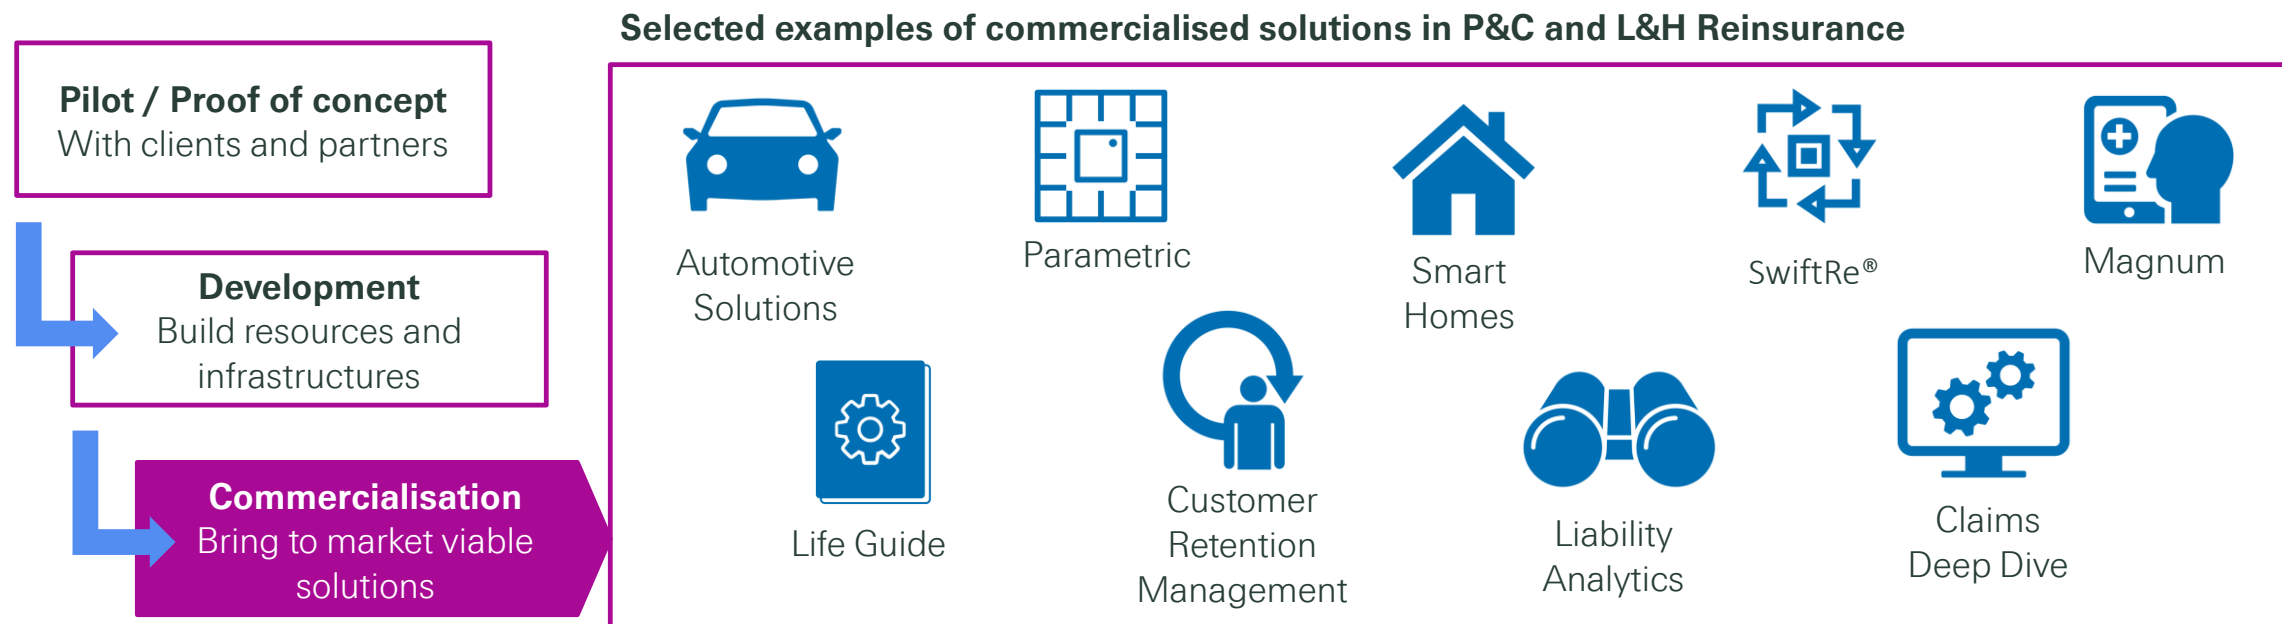 Selected examples of commercialised solutions in P&C and L&H Reinsurance
Pilot / Proof of concept
With clients and partners
Development
Build resources and
infrastructures
Commercialisation
Bring to market viable
solutions
Automotive
Solutions
Parametric
Smart
Homes
SwiftRe®
Magnum
Life Guide
Customer
Retention
Management
Liability
Analytics
Claims
Deep Dive